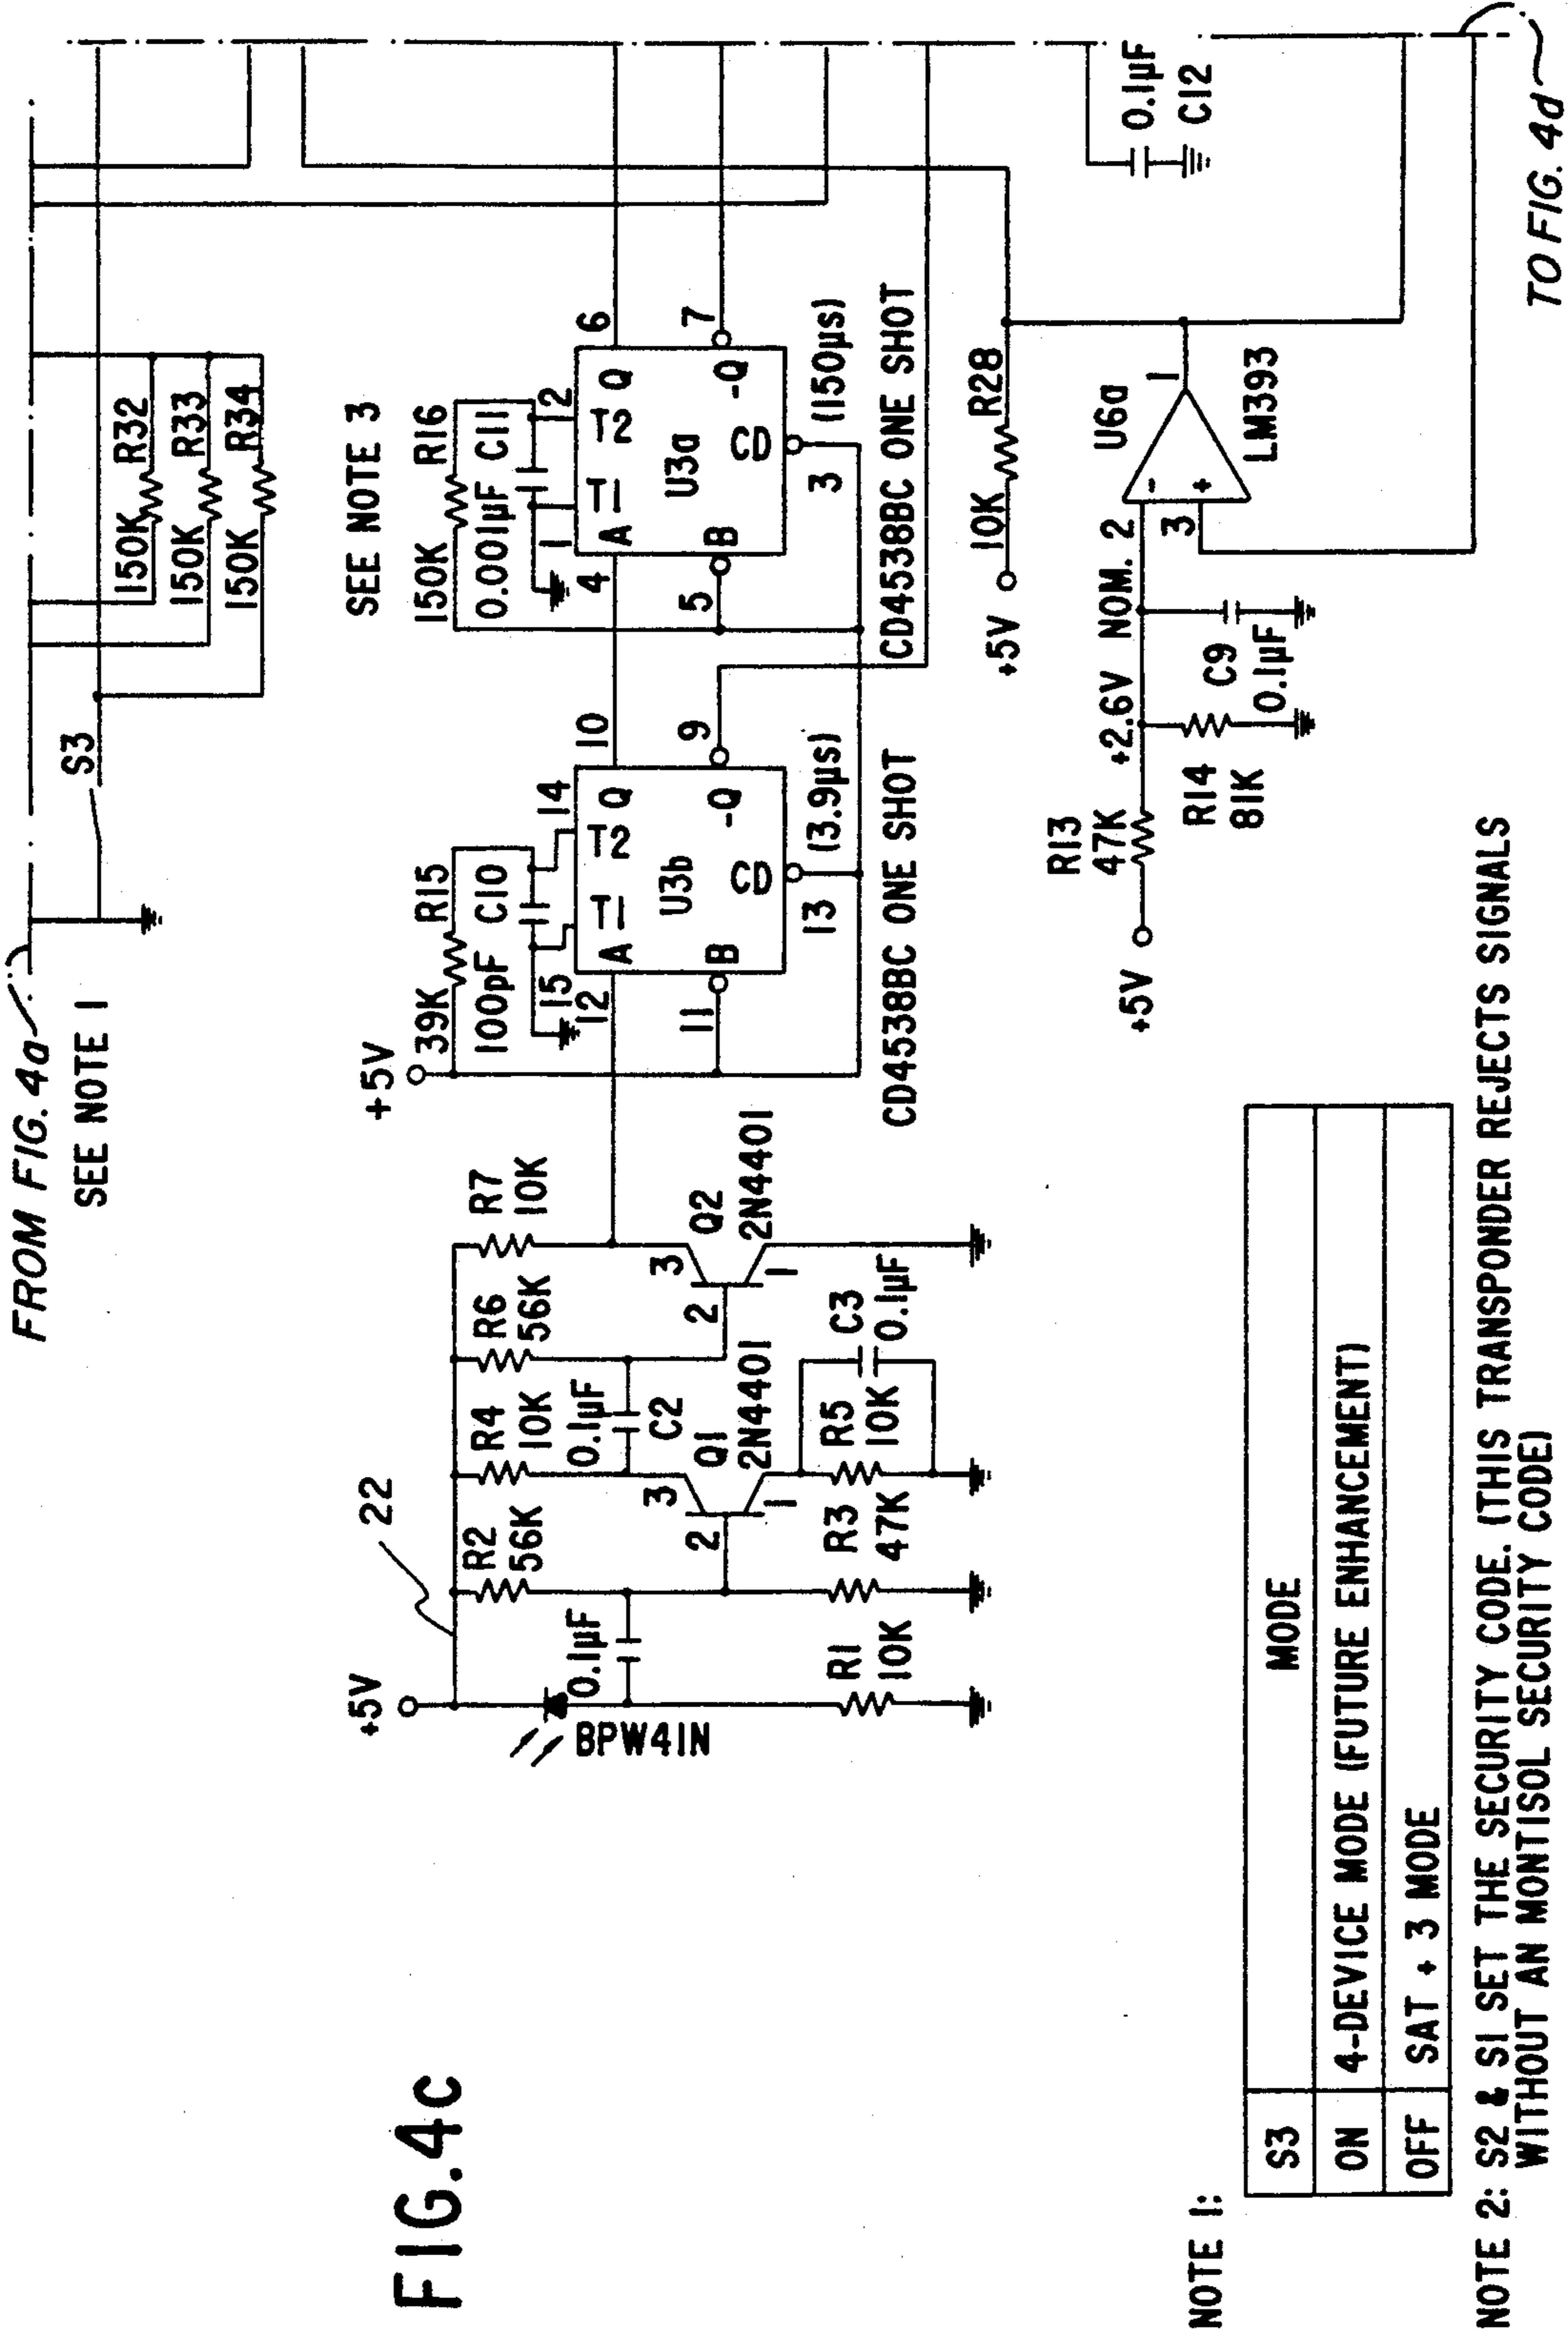 FROM FIG. 4a
SEE NOTE 1
S3
150K R32
150K R33
150K R34
FIG.4c
22
+5V
BPW41N
0.1µF
R1
10K
R2
56K
R3
47K
R4
10K
0.1µF
C2
Q1
2N4401
3
2
1
R5
10K
C3
0.1µF
R6
56K
R7
10K
Q2
2N4401
3
2
1
+5V
39K R15
100pF C10
15
14
12
T1
T2
A
Q
10
U3b
B
CD
-Q
9
11
13
(3.9µs)
CD4538BC ONE SHOT
SEE NOTE 3
150K R16
0.001µF C11
1
2
4
T1
T2
A
Q
6
U3a
B
CD
-Q
7
5
3
(150µs)
CD4538BC ONE SHOT
+5V
10K R28
+5V
R13
47K
+2.6V NOM. 2
R14
81K
C9
0.1µF
3
-
+
U6a
1
LM393
0.1µF
C12
TO FIG. 4d
NOTE 1:
S3 MODE
ON 4-DEVICE MODE (FUTURE ENHANCEMENT)
OFF SAT + 3 MODE
NOTE 2: S2 & S1 SET THE SECURITY CODE. (THIS TRANSPONDER REJECTS SIGNALS
WITHOUT AN MONTISOL SECURITY CODE)